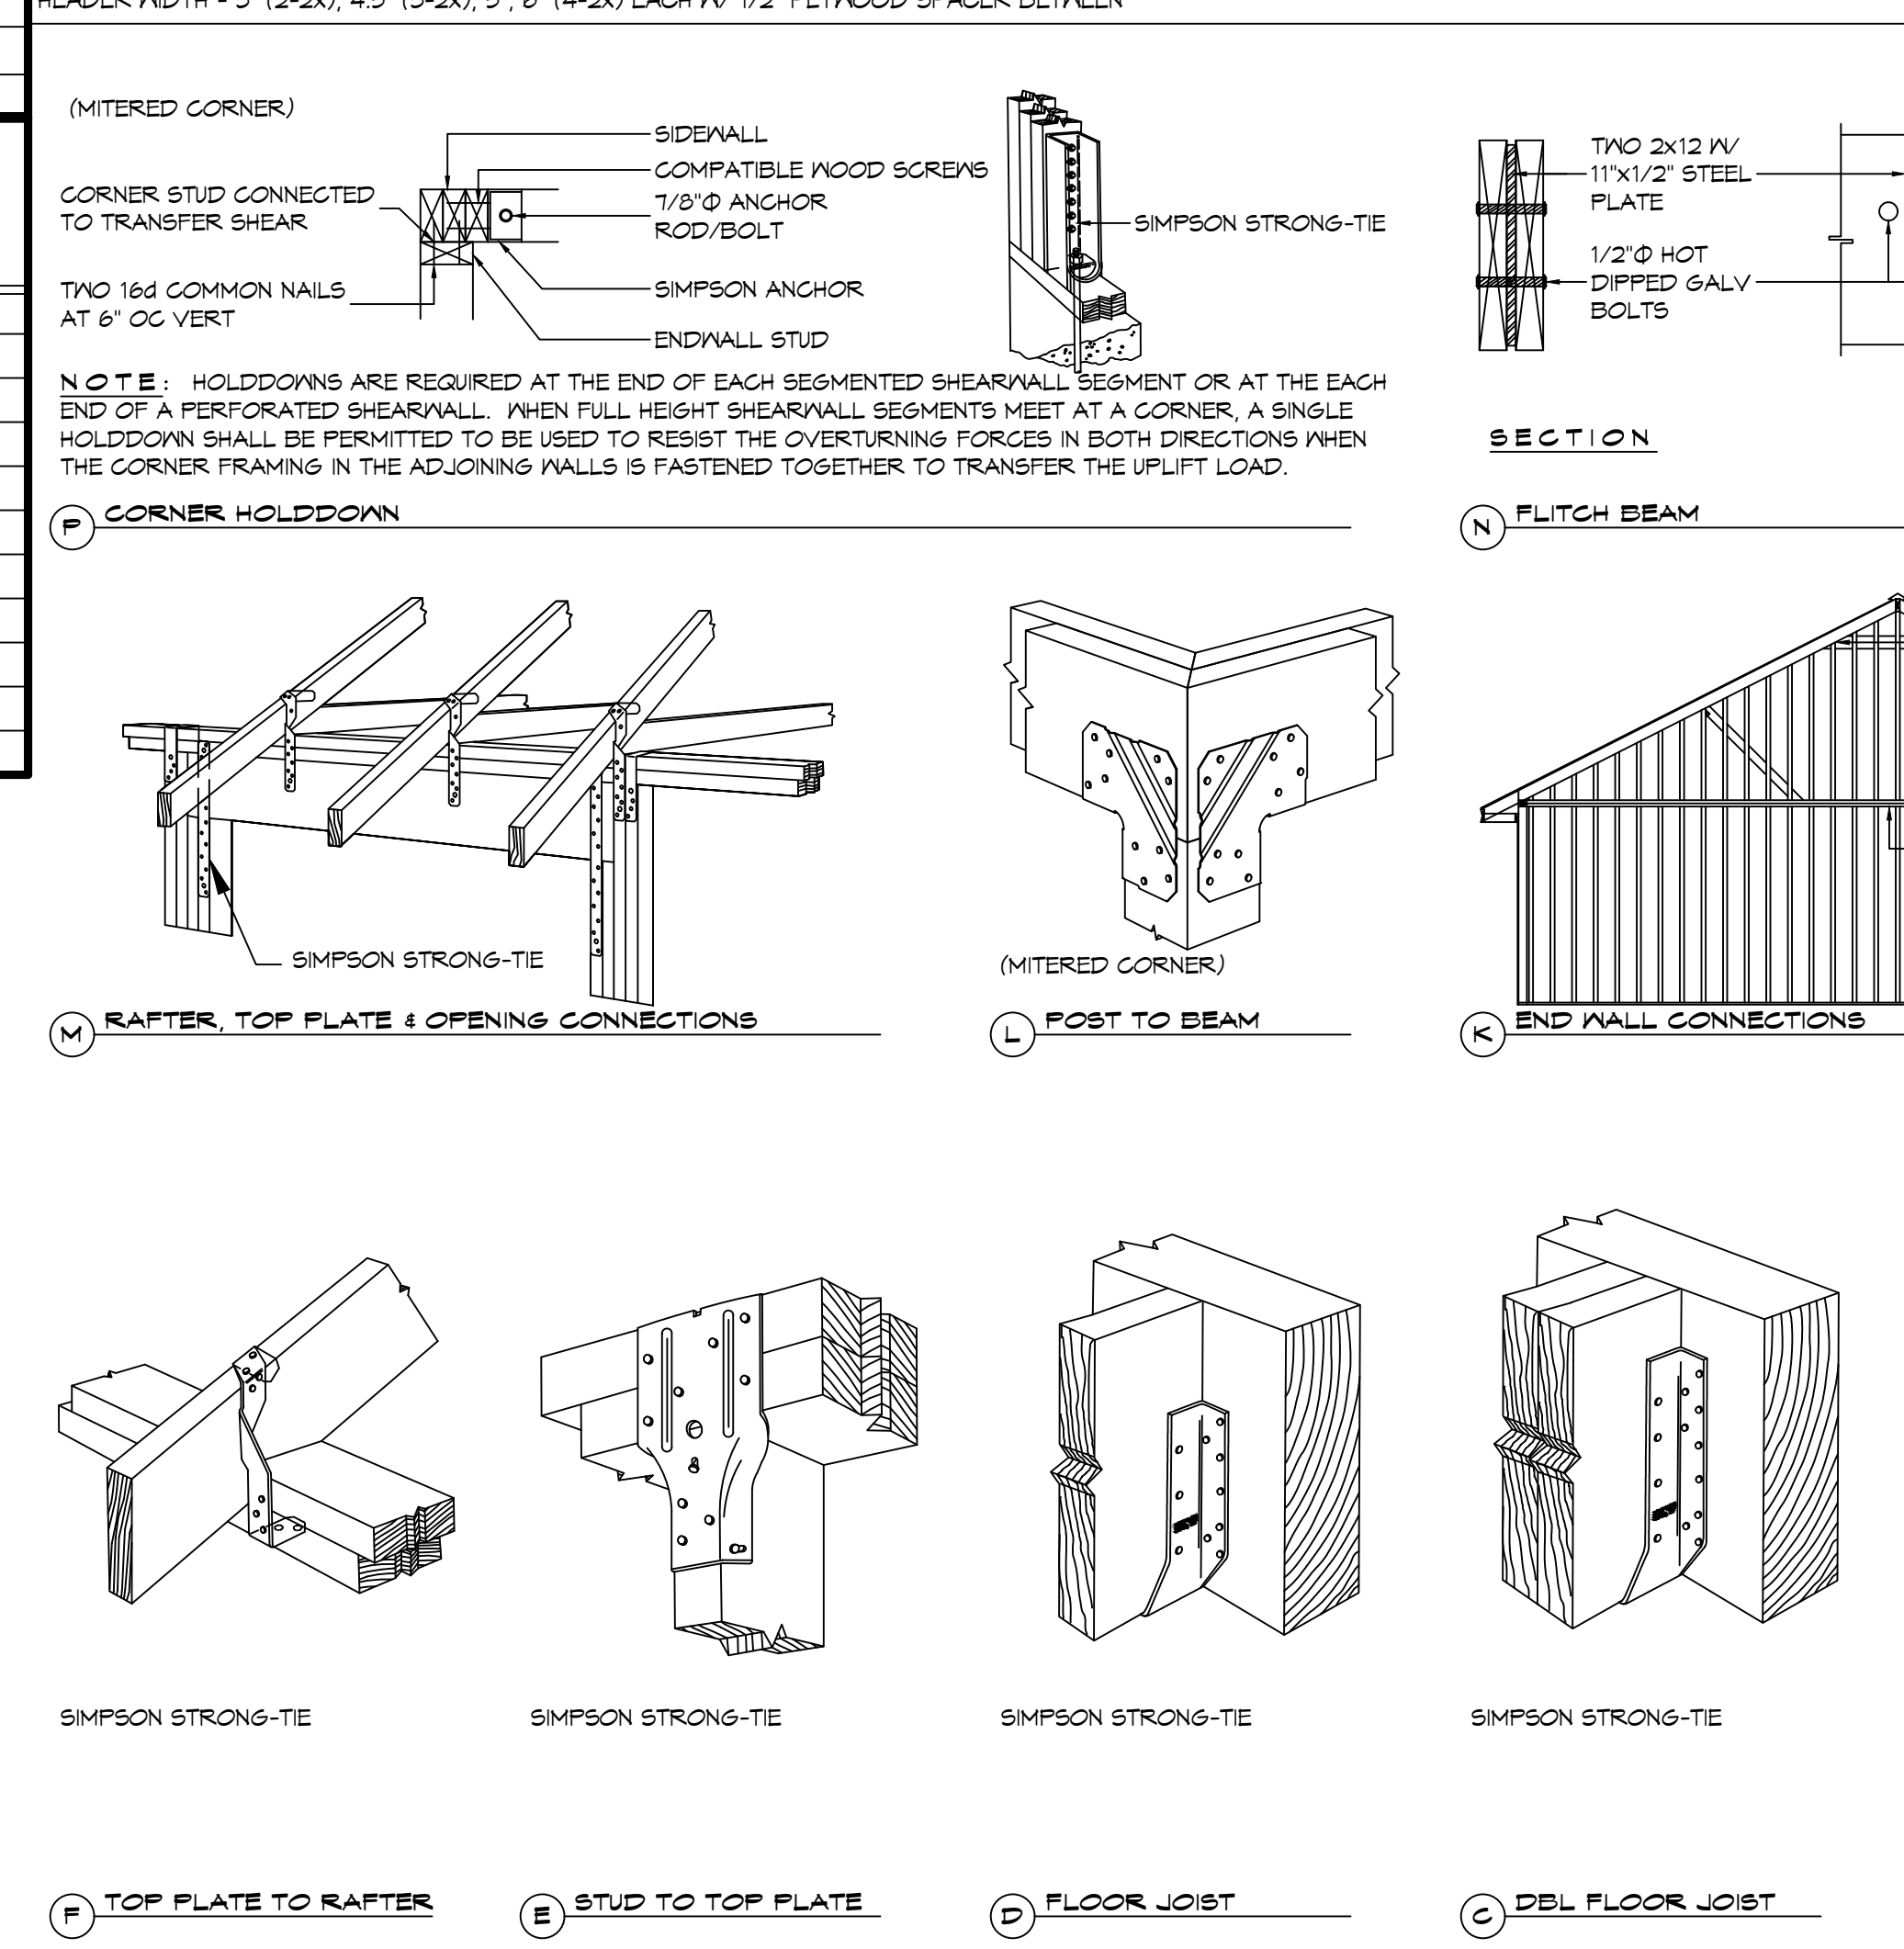 (MITERED CORNER)
SIDEWALL
COMPATIBLE WOOD SCREWS
CORNER STUD CONNECTED
TO TRANSFER SHEAR
7/8"Φ ANCHOR
ROD/BOLT
TWO 16d COMMON NAILS
AT 6" OC VERT
SIMPSON ANCHOR
ENDWALL STUD
SIMPSON STRONG-TIE
NOTE: HOLDDOWNS ARE REQUIRED AT THE END OF EACH SEGMENTED SHEARWALL SEGMENT OR AT THE EACH
END OF A PERFORATED SHEARWALL. WHEN FULL HEIGHT SHEARWALL SEGMENTS MEET AT A CORNER, A SINGLE
HOLDDOWN SHALL BE PERMITTED TO BE USED TO RESIST THE OVERTURNING FORCES IN BOTH DIRECTIONS WHEN
THE CORNER FRAMING IN THE ADJOINING WALLS IS FASTENED TOGETHER TO TRANSFER THE UPLIFT LOAD.
P CORNER HOLDDOWN
TWO 2x12 W/
11"x1/2" STEEL
PLATE
1/2"Φ HOT
DIPPED GALV
BOLTS
SECTION
N FLITCH BEAM
SIMPSON STRONG-TIE
M RAFTER, TOP PLATE & OPENING CONNECTIONS
(MITERED CORNER)
L POST TO BEAM
K END WALL CONNECTIONS
SIMPSON STRONG-TIE
F TOP PLATE TO RAFTER
SIMPSON STRONG-TIE
E STUD TO TOP PLATE
SIMPSON STRONG-TIE
D FLOOR JOIST
SIMPSON STRONG-TIE
C DBL FLOOR JOIST